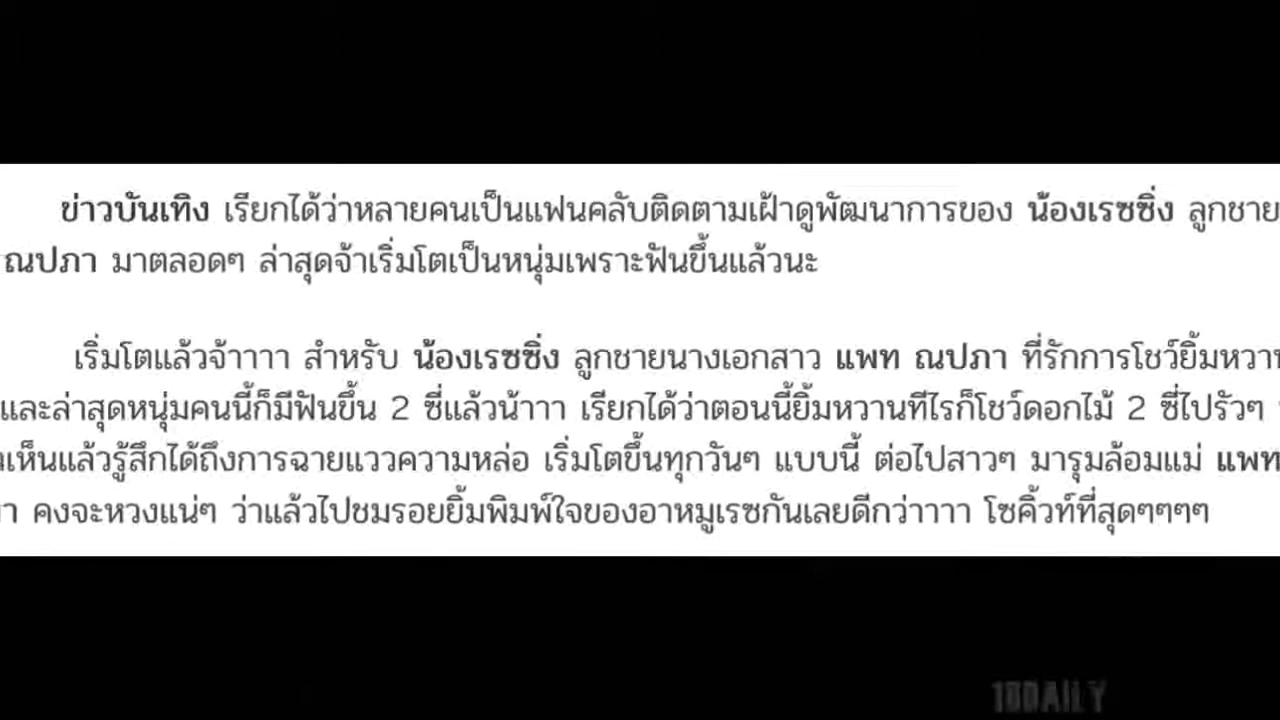 ข่าวบันเทิง เรียกได้ว่าหลายคนเป็นแฟนคลับติดตามเฝ้าดูพัฒนาการของ น้องเรซซิ่ง ลูกชาย
ณปภา มาตลอดๆ ล่าสุดจ้าเริ่มโตเป็นหนุ่มเพราะฟันขึ้นแล้วนะ
เริ่มโตแล้วจ้าาาา สำหรับ น้องเรซซิ่ง ลูกชายนางเอกสาว แพท ณปภา ที่รักการโชว์ยิ้มหวาน
และล่าสุดหนุ่มคนนี้ก็มีฟันขึ้น 2 ซี่แล้วน้าาา เรียกได้ว่าตอนนี้ยิ้มหวานทีไรก็โชว์ดอกไม้ 2 ซี่ไปรัวๆ
เห็นแล้วรู้สึกได้ถึงการฉายแววความหล่อ เริ่มโตขึ้นทุกวันๆ แบบนี้ ต่อไปสาวๆ มารุมล้อมแม่ แพท
คงจะหวงแน่ๆ ว่าแล้วไปชมรอยยิ้มพิมพ์ใจของอาหมูเรซกันเลยดีกว่าาาา โซคิ้วท์ที่สุดๆๆๆๆ
10DAILY